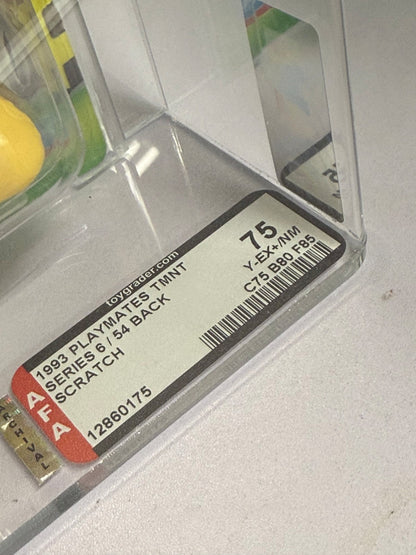 toygrader.com
1993 PLAYMATES TMNT
SERIES 6 / 54 BACK
SCRATCH
12860175
75
Y-EX+/NM
C75 B80 F85
AFA
ARCHIVAL